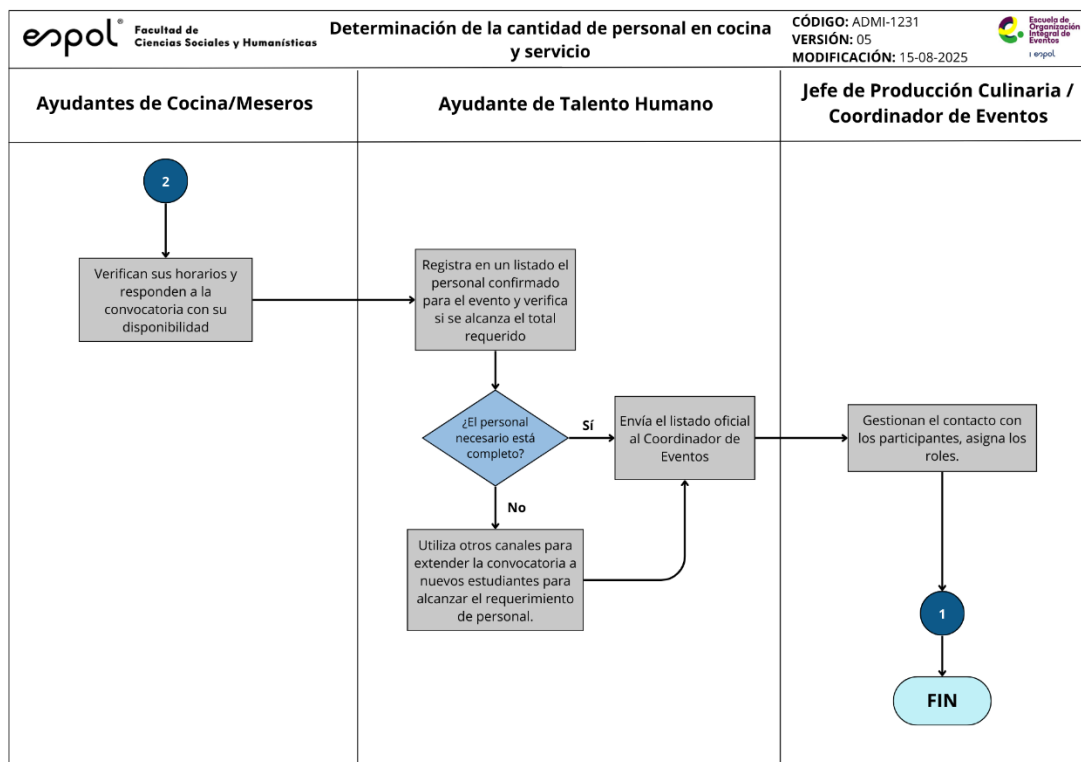 espol®
Facultad de
Ciencias Sociales y Humanísticas
Determinación de la cantidad de personal en cocina
y servicio
CÓDIGO: ADMI-1231
VERSIÓN: 05
MODIFICACIÓN: 15-08-2025
Escuela de
Organización
Integral de
Eventos
espol
Ayudantes de Cocina/Meseros
Ayudante de Talento Humano
Jefe de Producción Culinaria /
Coordinador de Eventos
2
Verifican sus horarios y
responden a la
convocatoria con su
disponibilidad
Registra en un listado el
personal confirmado
para el evento y verifica
si se alcanza el total
requerido
¿El personal
necesario está
completo?
Sí
No
Envía el listado oficial
al Coordinador de
Eventos
Gestionan el contacto con
los participantes, asigna los
roles.
Utiliza otros canales para
extender la convocatoria a
nuevos estudiantes para
alcanzar el requerimiento
de personal.
1
FIN